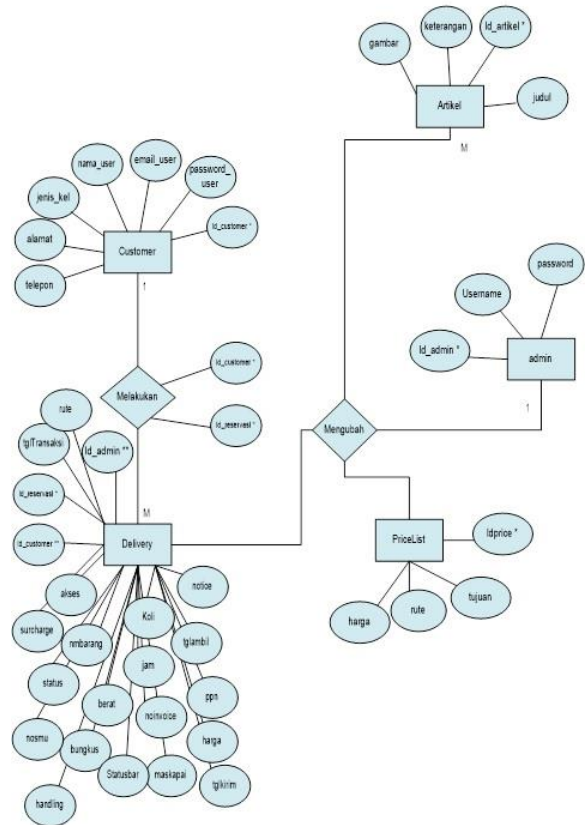 keterangan
Id_artikel *
gambar
Artikel
judul
M
nama_user
email_user
password_
user
jenis_kel
Id_customer *
alamat
Customer
telepon
1
password
Username
Id_admin *
admin
1
Id_customer *
Melakukan
Id_reservasi *
rute
tglTransaksi
Id_admin **
Mengubah
Id_reservasi *
M
Id_customer **
Delivery
PriceList
Idprice *
harga
rute
tujuan
akses
notice
surcharge
Koli
nmbarang
tglambil
status
jam
berat
ppn
noinvoice
nosmu
bungkus
harga
Statusbar
maskapai
tglkirim
handling